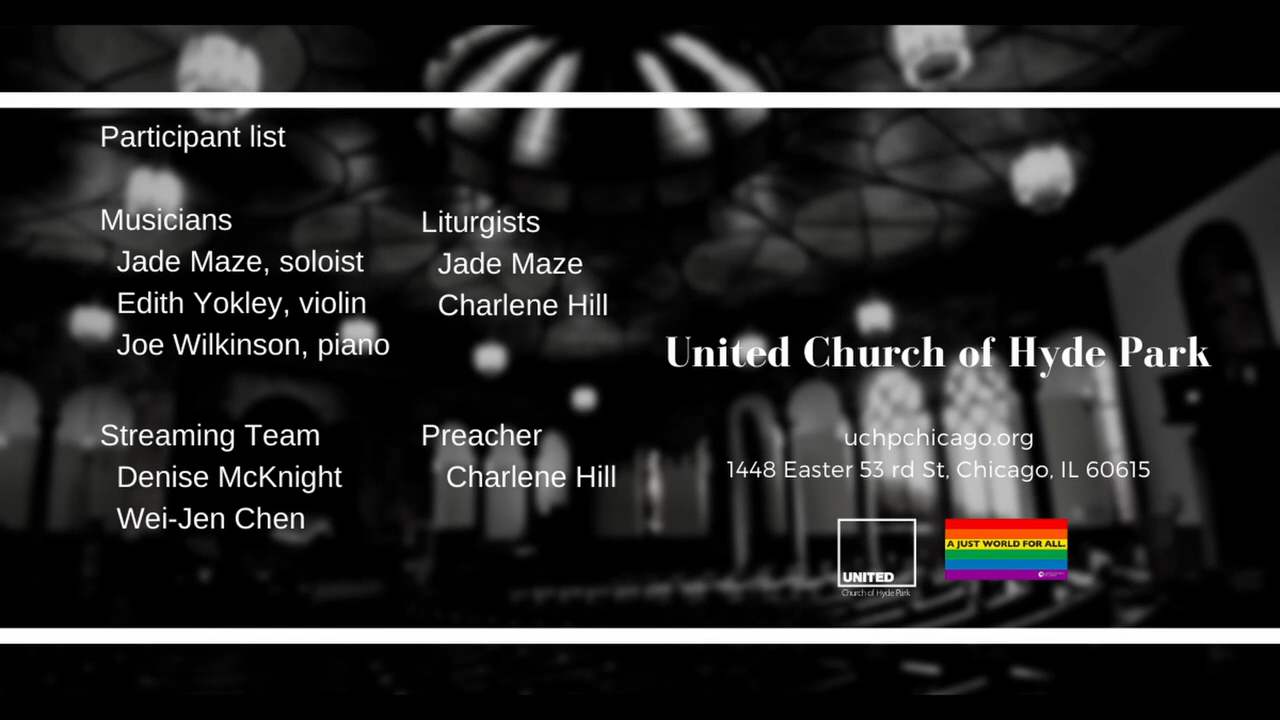 Participant list
Musicians
Jade Maze, soloist
Edith Yokley, violin
Joe Wilkinson, piano
Liturgists
Jade Maze
Charlene Hill
Streaming Team
Denise McKnight
Wei-Jen Chen
Preacher
Charlene Hill
United Church of Hyde Park
uchpchicago.org
1448 Easter 53 rd St, Chicago, IL 60615
UNITED
Church of Hyde Park
A JUST WORLD FOR ALL.